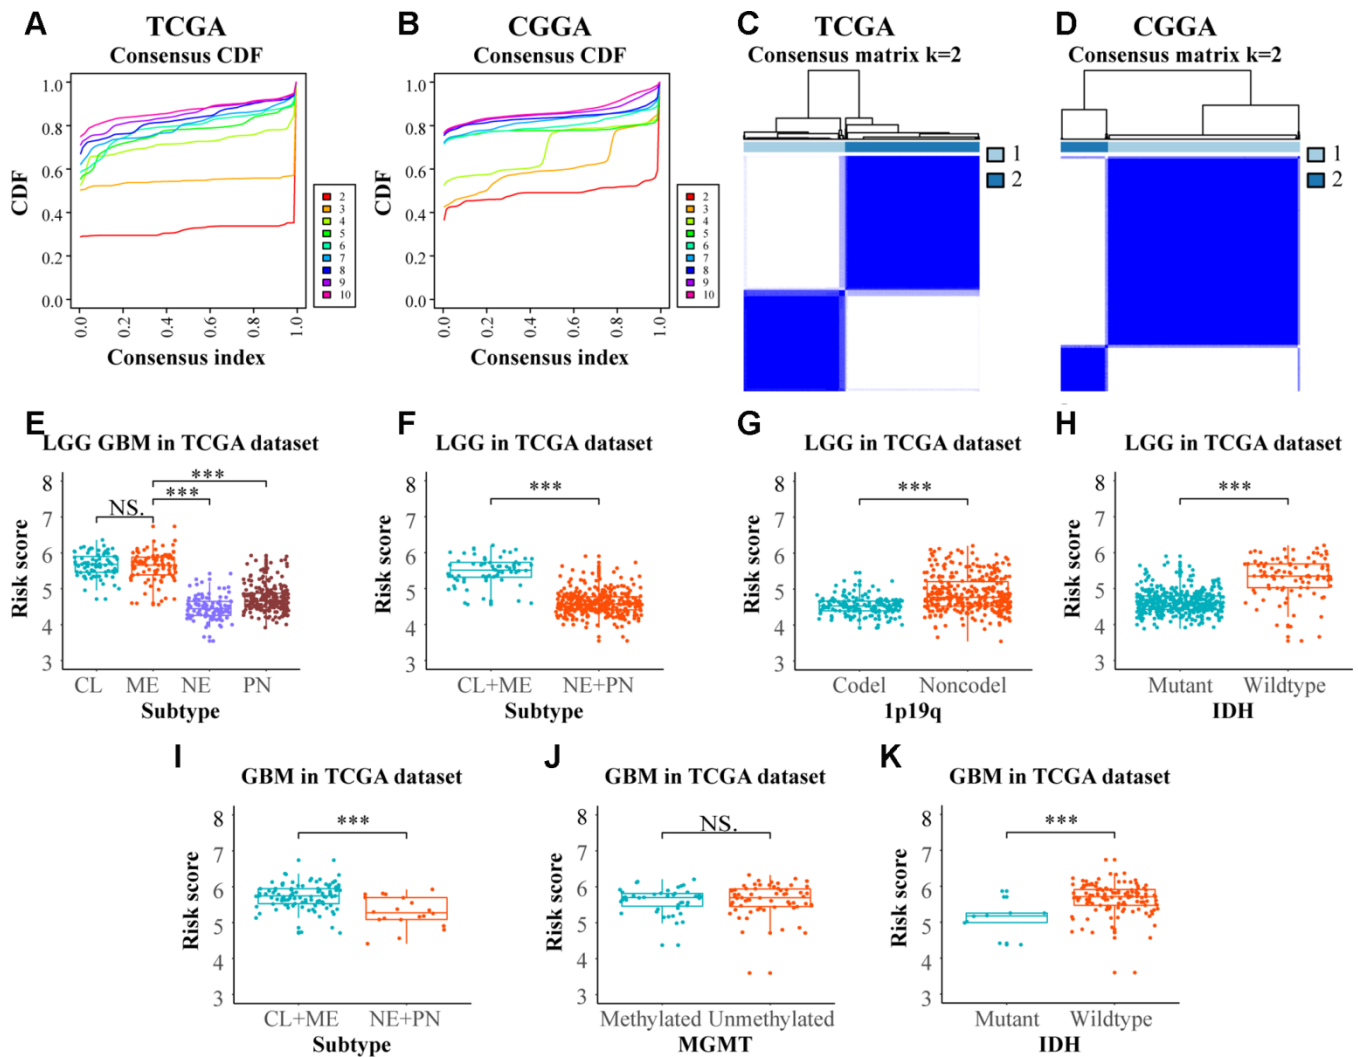 A
TCGA
Consensus CDF
CDF
1.0
0.8
0.6
0.4
0.2
0.0
0.0
0.2
0.4
0.6
0.8
1.0
Consensus index
2
3
4
5
6
7
8
9
10
B
CGGA
Consensus CDF
CDF
1.0
0.8
0.6
0.4
0.2
0.0
0.0
0.2
0.4
0.6
0.8
1.0
Consensus index
2
3
4
5
6
7
8
9
10
C
TCGA
Consensus matrix k=2
1
2
D
CGGA
Consensus matrix k=2
1
2
E
LGG GBM in TCGA dataset
Risk score
8
7
6
5
4
3
NS.
***
***
CL ME NE PN
Subtype
F
LGG in TCGA dataset
Risk score
8
7
6
5
4
3
***
CL+ME NE+PN
Subtype
G
LGG in TCGA dataset
Risk score
8
7
6
5
4
3
***
Codel Noncodel
1p19q
H
LGG in TCGA dataset
Risk score
8
7
6
5
4
3
***
Mutant Wildtype
IDH
I
GBM in TCGA dataset
Risk score
8
7
6
5
4
3
***
CL+ME NE+PN
Subtype
J
GBM in TCGA dataset
Risk score
8
7
6
5
4
3
NS.
Methylated Unmethylated
MGMT
K
GBM in TCGA dataset
Risk score
8
7
6
5
4
3
***
Mutant Wildtype
IDH